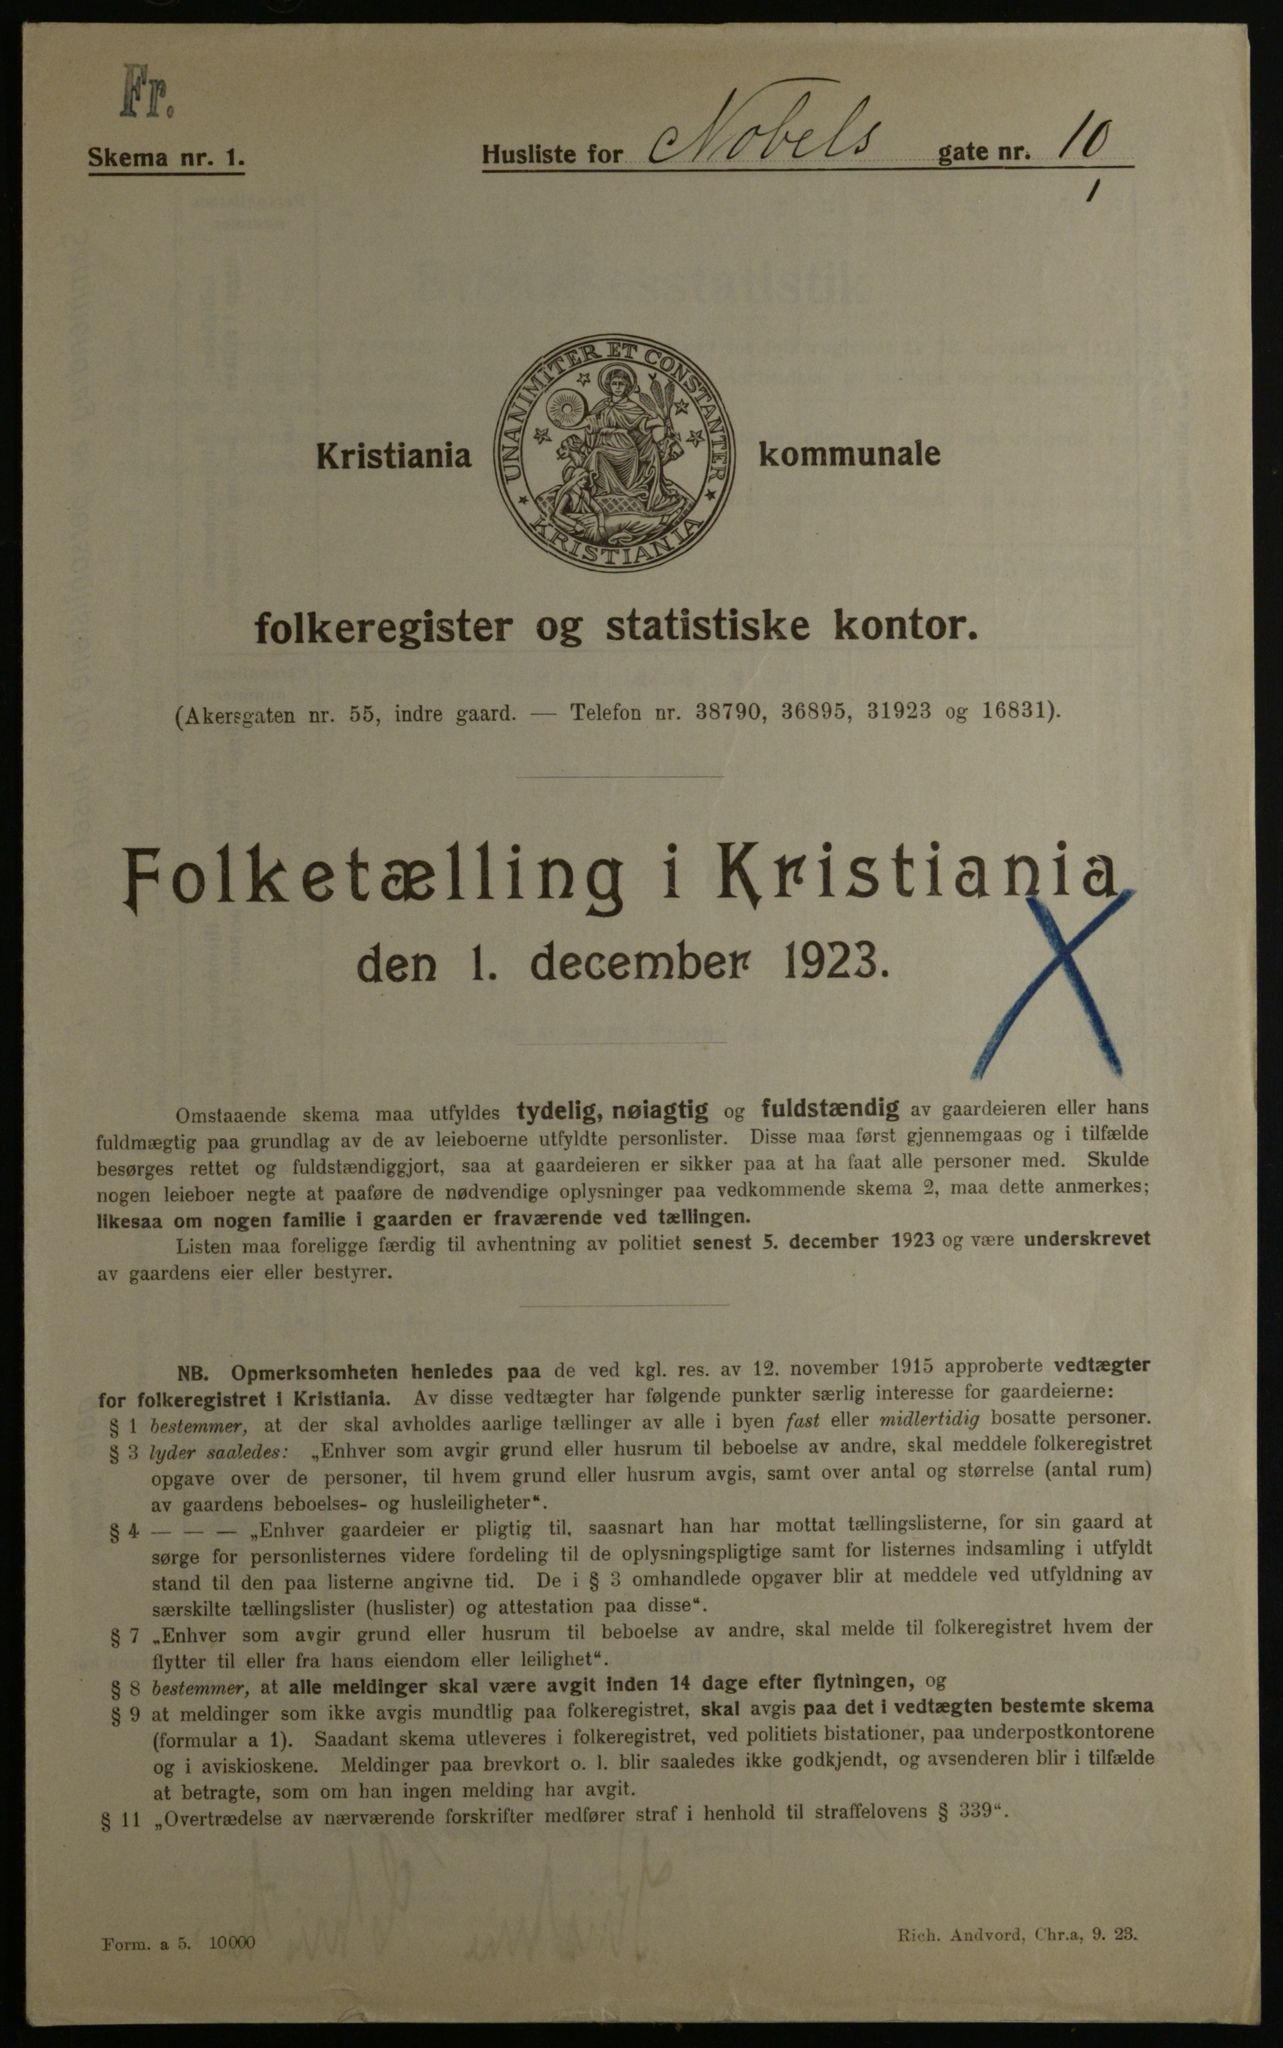 Fr.
Skema nr. 1.
Husliste for Nobels gate nr. 10
1
UNANIMITER ET CONSTANTER
KRISTIANIA
Kristiania kommunale
folkeregister og statistiske kontor.
(Akersgaten nr. 55, indre gaard. — Telefon nr. 38790, 36895, 31923 og 16831).
Folketælling i Kristiania
den 1. december 1923.
Omstaaende skema maa utfyldes tydelig, nøiagtig og fuldstændig av gaardeieren eller hans
fuldmægtig paa grundlag av de av leieboerne utfyldte personlister. Disse maa først gjennemgaas og i tilfælde
besørges rettet og fuldstændiggjort, saa at gaardeieren er sikker paa at ha faat alle personer med. Skulde
nogen leieboer negte at paaføre de nødvendige oplysninger paa vedkommende skema 2, maa dette anmerkes;
likesaa om nogen familie i gaarden er fraværende ved tællingen.
Listen maa foreligge færdig til avhentning av politiet senest 5. december 1923 og være underskrevet
av gaardens eier eller bestyrer.
NB. Opmerksomheten henledes paa de ved kgl. res. av 12. november 1915 approberte vedtægter
for folkeregistret i Kristiania. Av disse vedtægter har følgende punkter særlig interesse for gaardeierne:
§ 1 bestemmer, at der skal avholdes aarlige tællinger av alle i byen fast eller midlertidig bosatte personer.
§ 3 lyder saaledes: „Enhver som avgir grund eller husrum til beboelse av andre, skal meddele folkeregistret
opgave over de personer, til hvem grund eller husrum avgis, samt over antal og størrelse (antal rum)
av gaardens beboelses- og husleiligheter“.
§ 4 — — — „Enhver gaardeier er pligtig til, saasnart han har mottat tællingslisterne, for sin gaard at
sørge for personlisternes videre fordeling til de oplysningspligtige samt for listernes indsamling i utfyldt
stand til den paa listerne angivne tid. De i § 3 omhandlede opgaver blir at meddele ved utfyldning av
særskilte tællingslister (huslister) og attestation paa disse“.
§ 7 „Enhver som avgir grund eller husrum til beboelse av andre, skal melde til folkeregistret hvem der
flytter til eller fra hans eiendom eller leilighet“.
§ 8 bestemmer, at alle meldinger skal være avgit inden 14 dage efter flytningen, og
§ 9 at meldinger som ikke avgis mundtlig paa folkeregistret, skal avgis paa det i vedtægten bestemte skema
(formular a 1). Saadant skema utleveres i folkeregistret, ved politiets bistationer, paa underpostkontorene
og i aviskioskene. Meldinger paa brevkort o. l. blir saaledes ikke godkjendt, og avsenderen blir i tilfælde
at betragte, som om han ingen melding har avgit.
§ 11 „Overtrædelse av nærværende forskrifter medfører straf i henhold til straffelovens § 339“.
Form. a 5. 10000
Rich. Andvord, Chr.a, 9. 23.